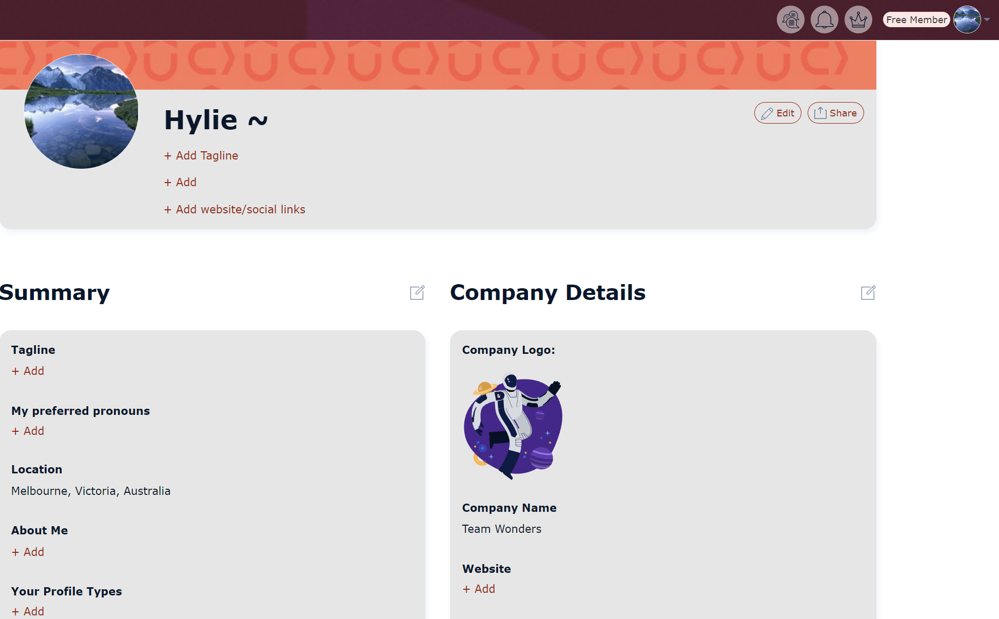 Free Member
Hylie ~
Edit
Share
+ Add Tagline
+ Add
+ Add website/social links
Summary
Tagline
+ Add
My preferred pronouns
+ Add
Location
Melbourne, Victoria, Australia
About Me
+ Add
Your Profile Types
+ Add
Company Details
Company Logo:
Company Name
Team Wonders
Website
+ Add